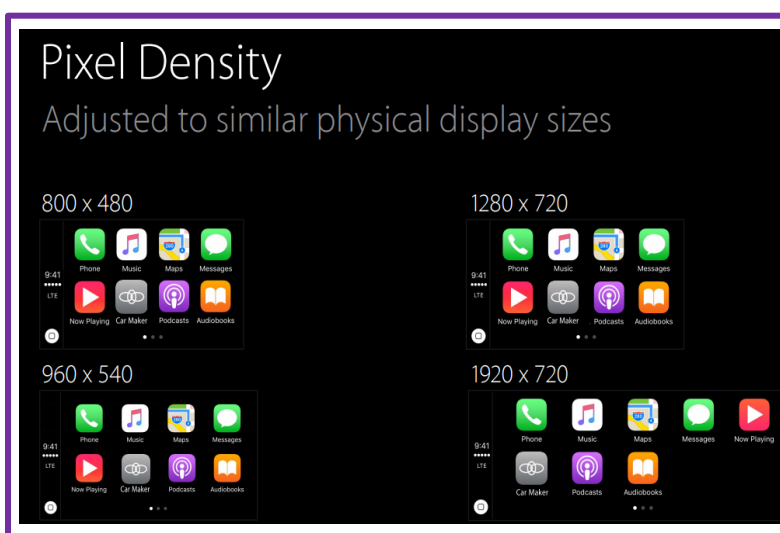 Pixel Density
Adjusted to similar physical display sizes
800 x 480
9:41
LTE
Phone Music Maps Messages
Now Playing Car Maker Podcasts Audiobooks
1280 x 720
9:41
LTE
Phone Music Maps Messages
Now Playing Car Maker Podcasts Audiobooks
960 x 540
9:41
LTE
Phone Music Maps Messages
Now Playing Car Maker Podcasts Audiobooks
1920 x 720
9:41
LTE
Phone Music Maps Messages Now Playing
Car Maker Podcasts Audiobooks